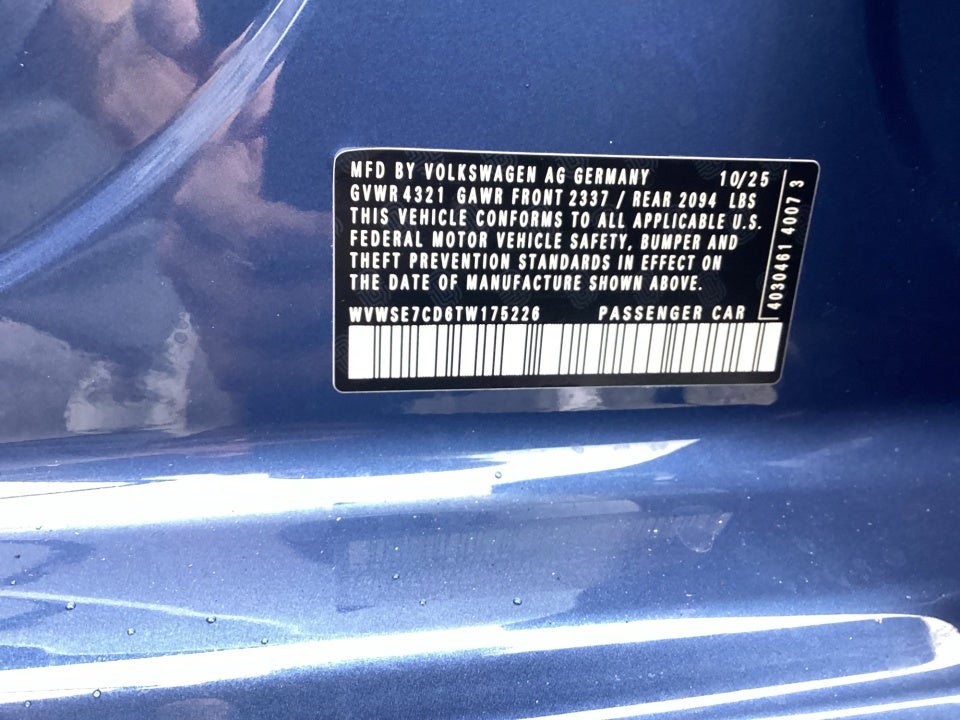 MFD BY VOLKSWAGEN AG GERMANY 10/25
GVWR 4321 GAWR FRONT 2337 / REAR 2094 LBS
THIS VEHICLE CONFORMS TO ALL APPLICABLE U.S.
FEDERAL MOTOR VEHICLE SAFETY, BUMPER AND
THEFT PREVENTION STANDARDS IN EFFECT ON
THE DATE OF MANUFACTURE SHOWN ABOVE.
WVWSE7CD6TW175226 PASSENGER CAR
4030461 4007 3